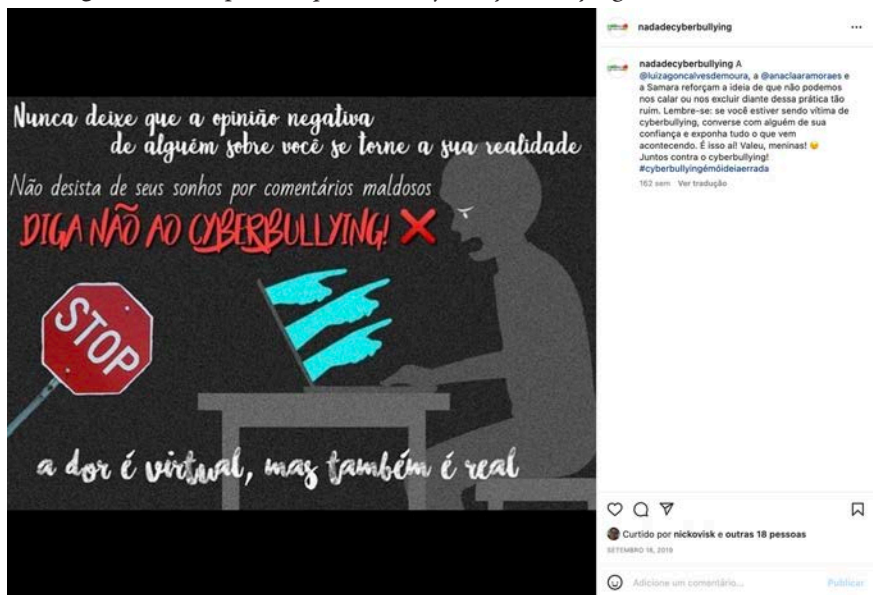 Nunca deixe que a opinião negativa
de alguém sobre você se torne a sua realidade
Não desista de seus sonhos por comentários maldosos
DIGA NÃO AO CYBERBULLYING!
STOP
a dor é virtual, mas também é real
nadadecyberbullying
nadadecyberbullying A
@luizagoncalvesdemoura, a @anaclaaramoraes e
a Samara reforçam a ideia de que não podemos
nos calar ou nos excluir diante dessa prática tão
ruim. Lembre-se: se você estiver sendo vítima de
cyberbullying, converse com alguém de sua
confiança e exponha tudo o que vem
acontecendo. É isso aí! Valeu, meninas! 😉
Juntos contra o cyberbullying!
#cyberbullyingémóideiaerrada
162 sem Ver tradução
Curtido por nickovisk e outras 18 pessoas
SETEMBRO 18, 2019
Adicione um comentário... Publicar